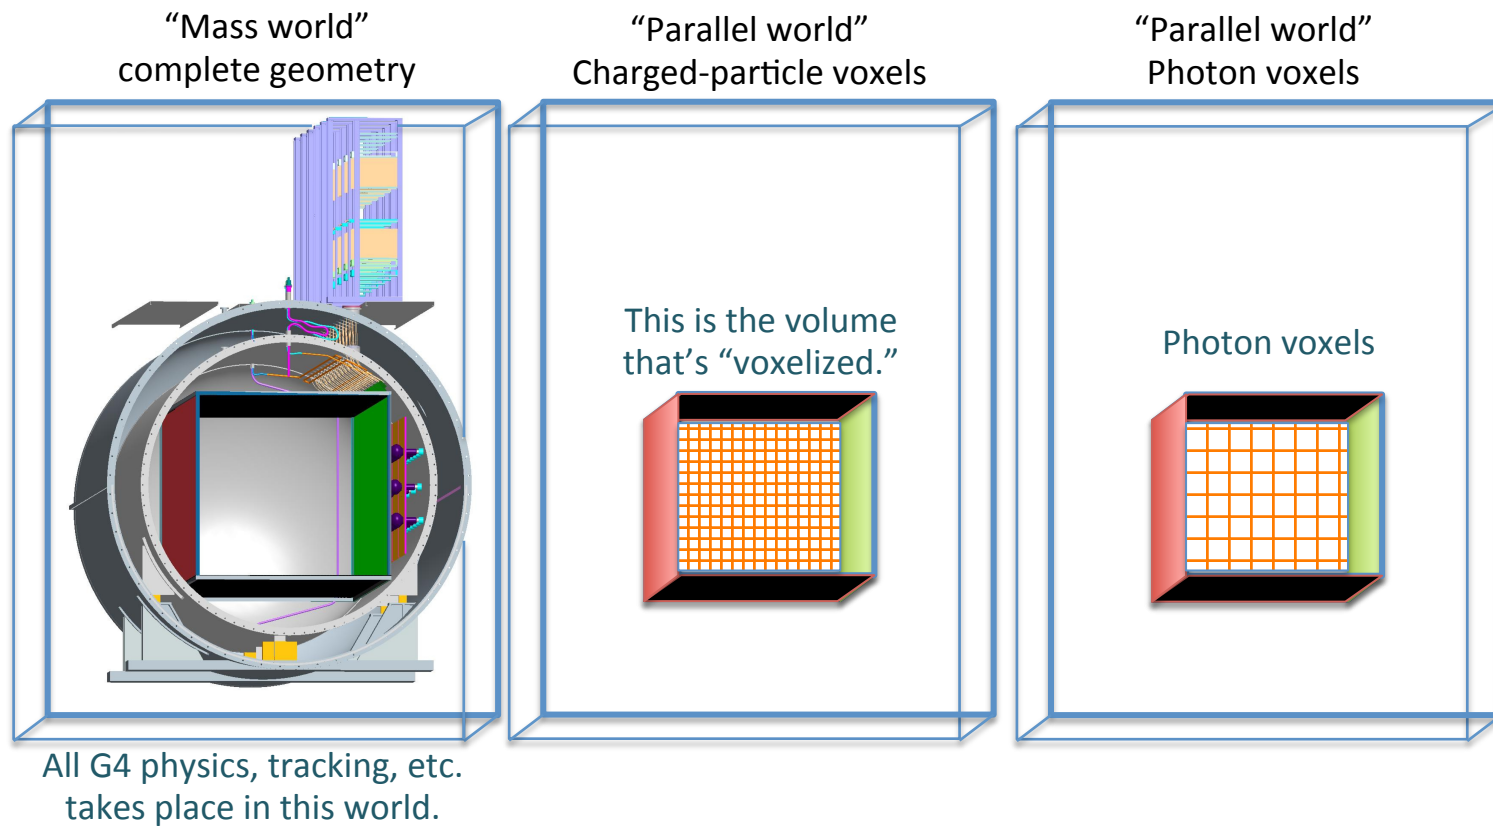 “Mass world”
complete geometry
“Parallel world”
Charged-particle voxels
“Parallel world”
Photon voxels
This is the volume
that’s “voxelized.”
Photon voxels
All G4 physics, tracking, etc.
takes place in this world.